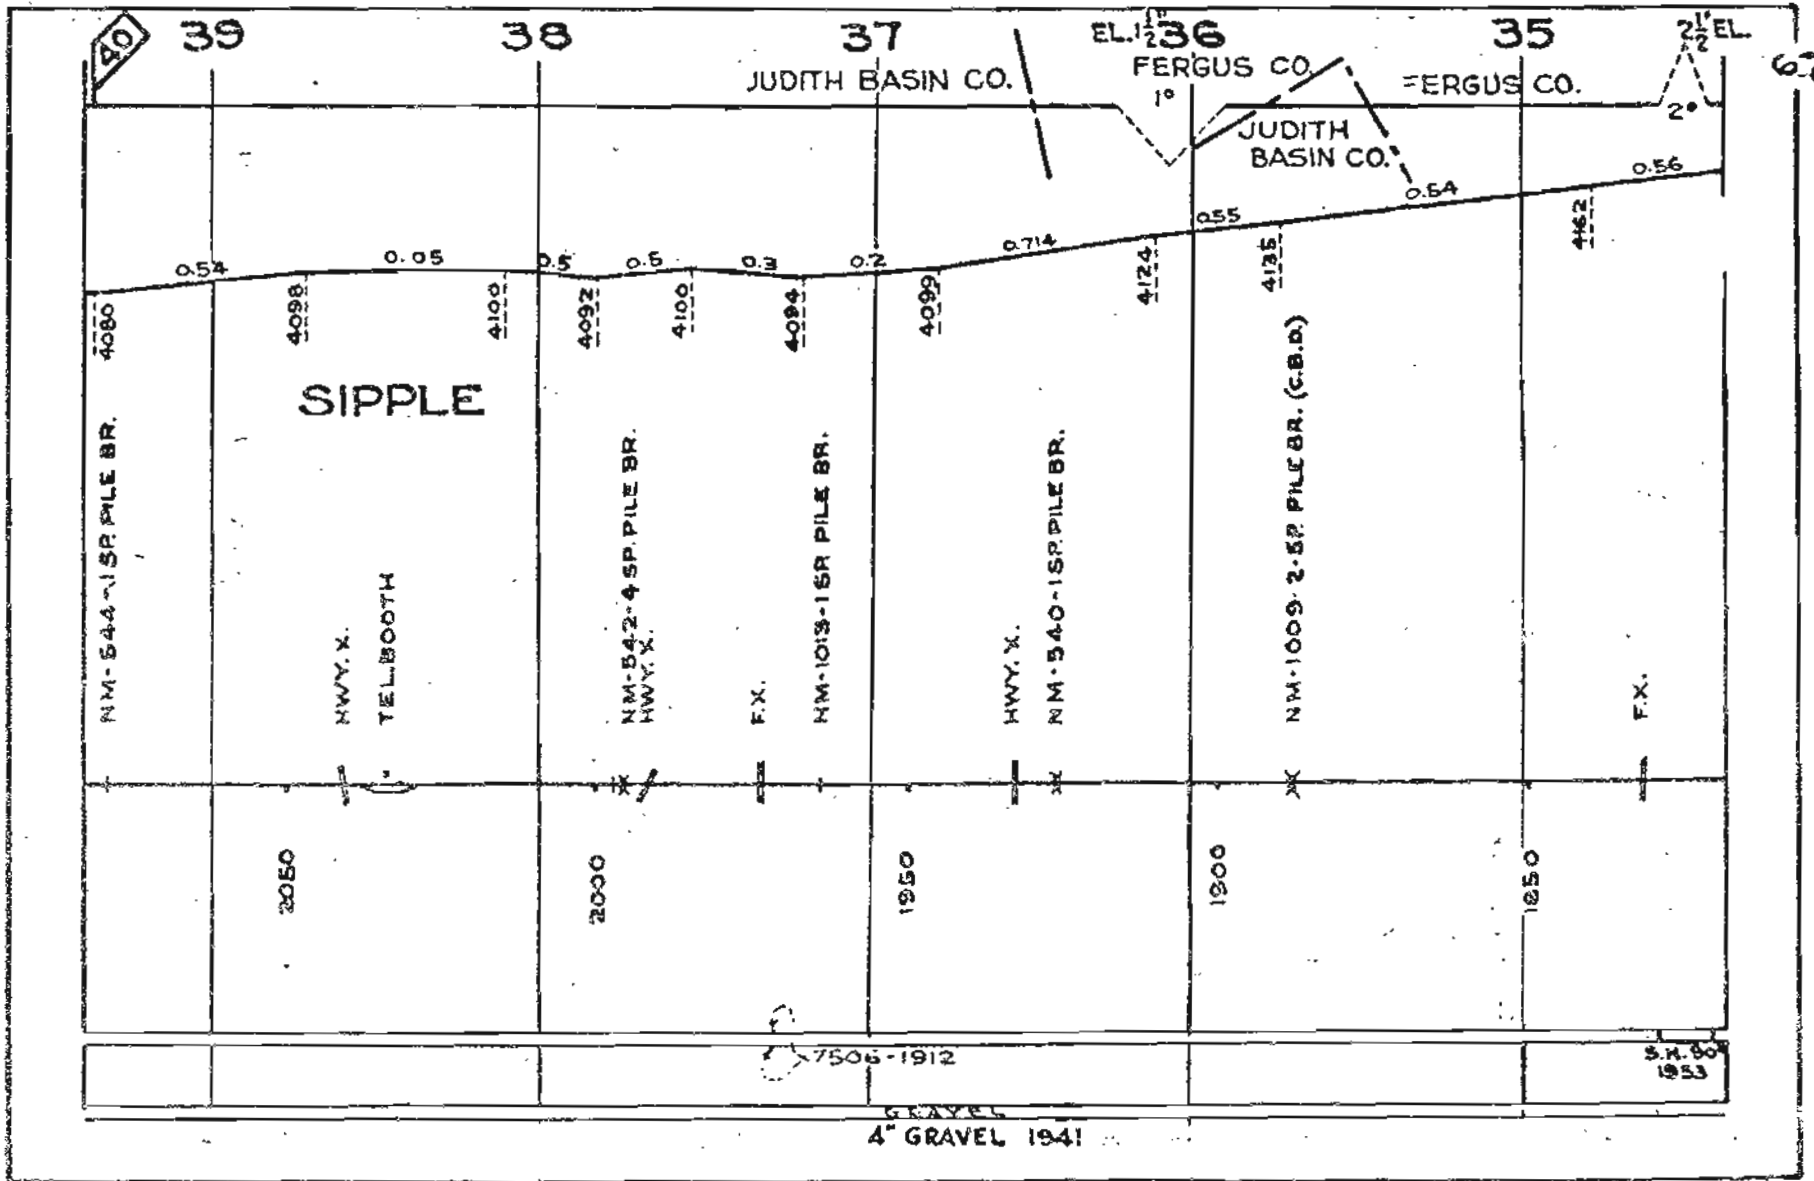 40
39
38
37
EL. 1½"
36
35
2½" EL.
JUDITH BASIN CO.
FERGUS CO.
FERGUS CO.
1°
2°
JUDITH
BASIN CO.
0.54
0.05
0.5
0.5
0.3
0.2
0.714
0.55
0.54
0.56
4080
4098
4100
4092
4100
4094
4099
4124
4135
4162
SIPPLE
NM-544-1 SP. PILE BR.
HWY. X.
TEL. BOOTH
NM-542-4 SP. PILE BR.
HWY. X.
F.X.
NM-1013-1 SP. PILE BR.
HWY. X.
NM-540-1 SP. PILE BR.
NM-1009-2-SP. PILE BR. (C.B.D.)
F.X.
2050
2000
1950
1900
1850
7506-1912
S.H. 90#
1953
GRAVEL
4" GRAVEL 1941